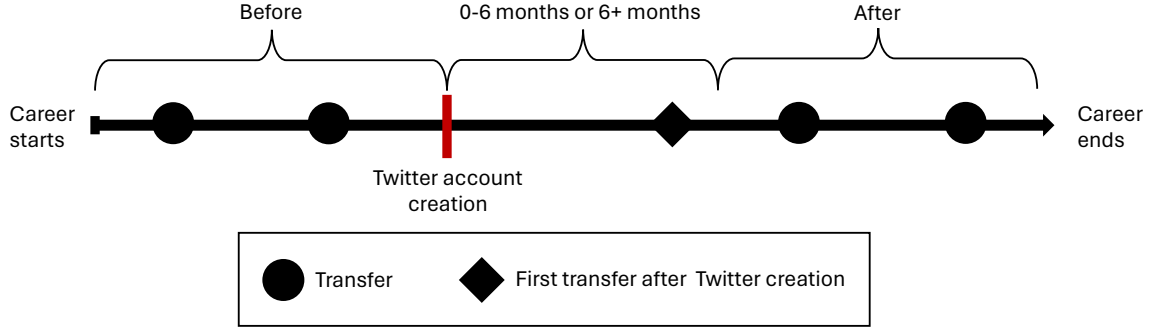 Before
0-6 months or 6+ months
After
Career
starts
Career
ends
Twitter account
creation
Transfer
First transfer after Twitter creation